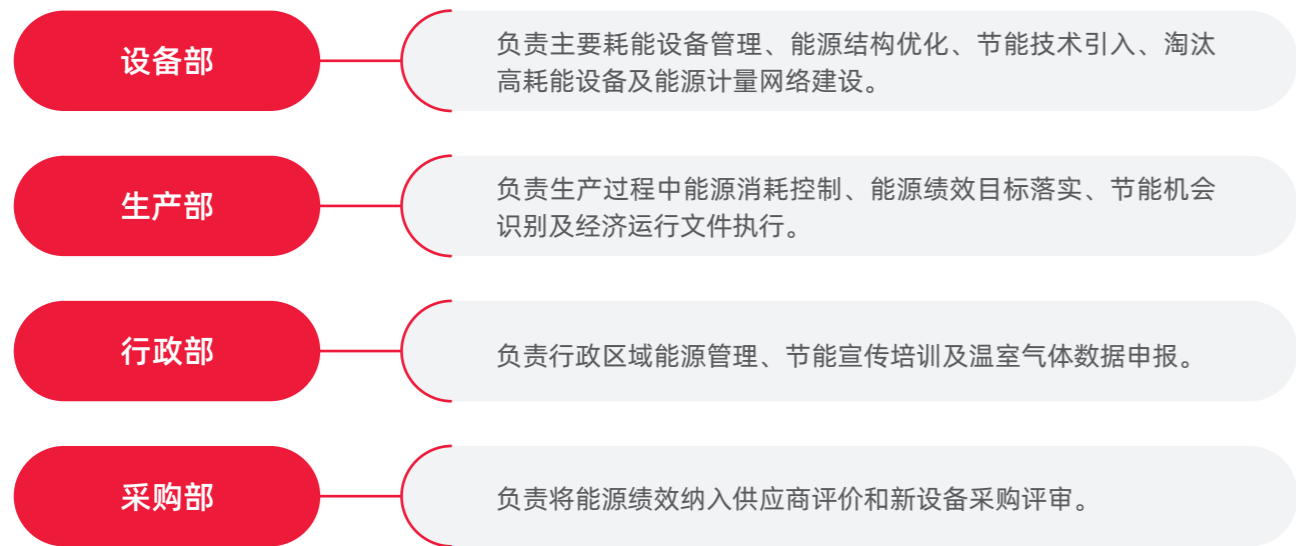 设备部
负责主要耗能设备管理、能源结构优化、节能技术引入、淘汰
高耗能设备及能源计量网络建设。
生产部
负责生产过程中能源消耗控制、能源绩效目标落实、节能机会
识别及经济运行文件执行。
行政部
负责行政区域能源管理、节能宣传培训及温室气体数据申报。
采购部
负责将能源绩效纳入供应商评价和新设备采购评审。